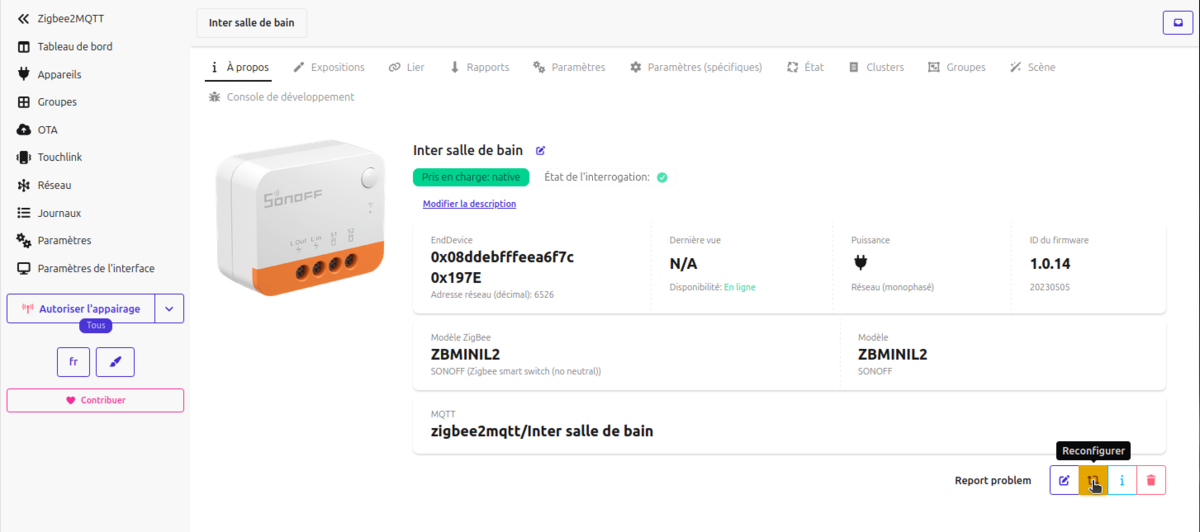 Zigbee2MQTT
Tableau de bord
Appareils
Groupes
OTA
Touchlink
Réseau
Journaux
Paramètres
Paramètres de l'interface
Autoriser l'appairage
Tous
fr
Contribuer
Inter salle de bain
À propos
Expositions
Lier
Rapports
Paramètres
Paramètres (spécifiques)
État
Clusters
Groupes
Scène
Console de développement
SONOFF
L Out L In S1 S2
Inter salle de bain
Pris en charge: native
État de l'interrogation:
Modifier la description
EndDevice
0x08ddebfffeea6f7c
0x197E
Adresse réseau (décimal): 6526
Dernière vue
N/A
Disponibilité: En ligne
Puissance
Réseau (monophasé)
ID du firmware
1.0.14
20230505
Modèle ZigBee
ZBMINIL2
SONOFF (Zigbee smart switch (no neutral))
Modèle
ZBMINIL2
SONOFF
MQTT
zigbee2mqtt/Inter salle de bain
Reconfigurer
Report problem